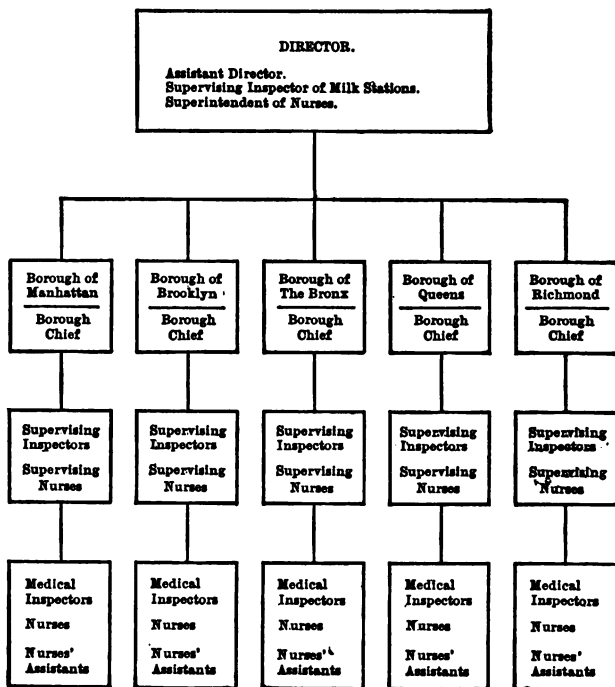 DIRECTOR.
Assistant Director.
Supervising Inspector of Milk Stations.
Superintendent of Nurses.
Borough of
Manhattan
Borough
Chief
Borough of
Brooklyn
Borough
Chief
Borough of
The Bronx
Borough
Chief
Borough of
Queens
Borough
Chief
Borough of
Richmond
Borough
Chief
Supervising
Inspectors
Supervising
Nurses
Supervising
Inspectors
Supervising
Nurses
Supervising
Inspectors
Supervising
Nurses
Supervising
Inspectors
Supervising
Nurses
Supervising
Inspectors
Supervising
Nurses
Medical
Inspectors
Nurses
Nurses'
Assistants
Medical
Inspectors
Nurses
Nurses'
Assistants
Medical
Inspectors
Nurses
Nurses'
Assistants
Medical
Inspectors
Nurses
Nurses'
Assistants
Medical
Inspectors
Nurses
Nurses'
Assistants